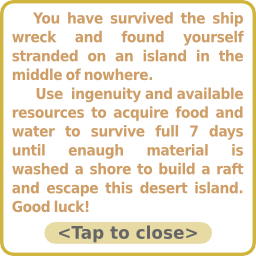 You have survived the ship
wreck and found yourself
stranded on an island in the
middle of nowhere.
Use ingenuity and available
resources to acquire food and
water to survive full 7 days
until enaugh material is
washed a shore to build a raft
and escape this desert island.
Good luck!
<Tap to close>